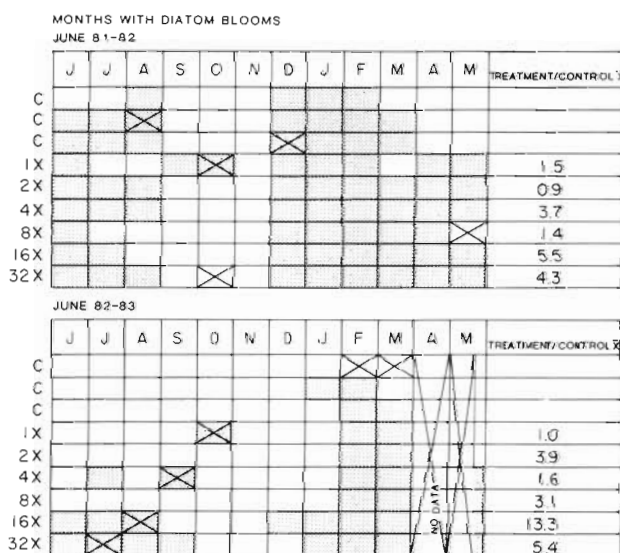 MONTHS WITH DIATOM BLOOMS
JUNE 81-82
J J A S O N D J F M A M TREATMENT/CONTROL X̄
C
C
C
1X 1.5
2X 0.9
4X 3.7
8X 1.4
16X 5.5
32X 4.3
JUNE 82-83
J J A S O N D J F M A M TREATMENT/CONTROL X̄
C
C
C
1X 1.0
2X 3.9
4X 1.6
8X 3.1
16X 13.3
32X 5.4
NO DATA